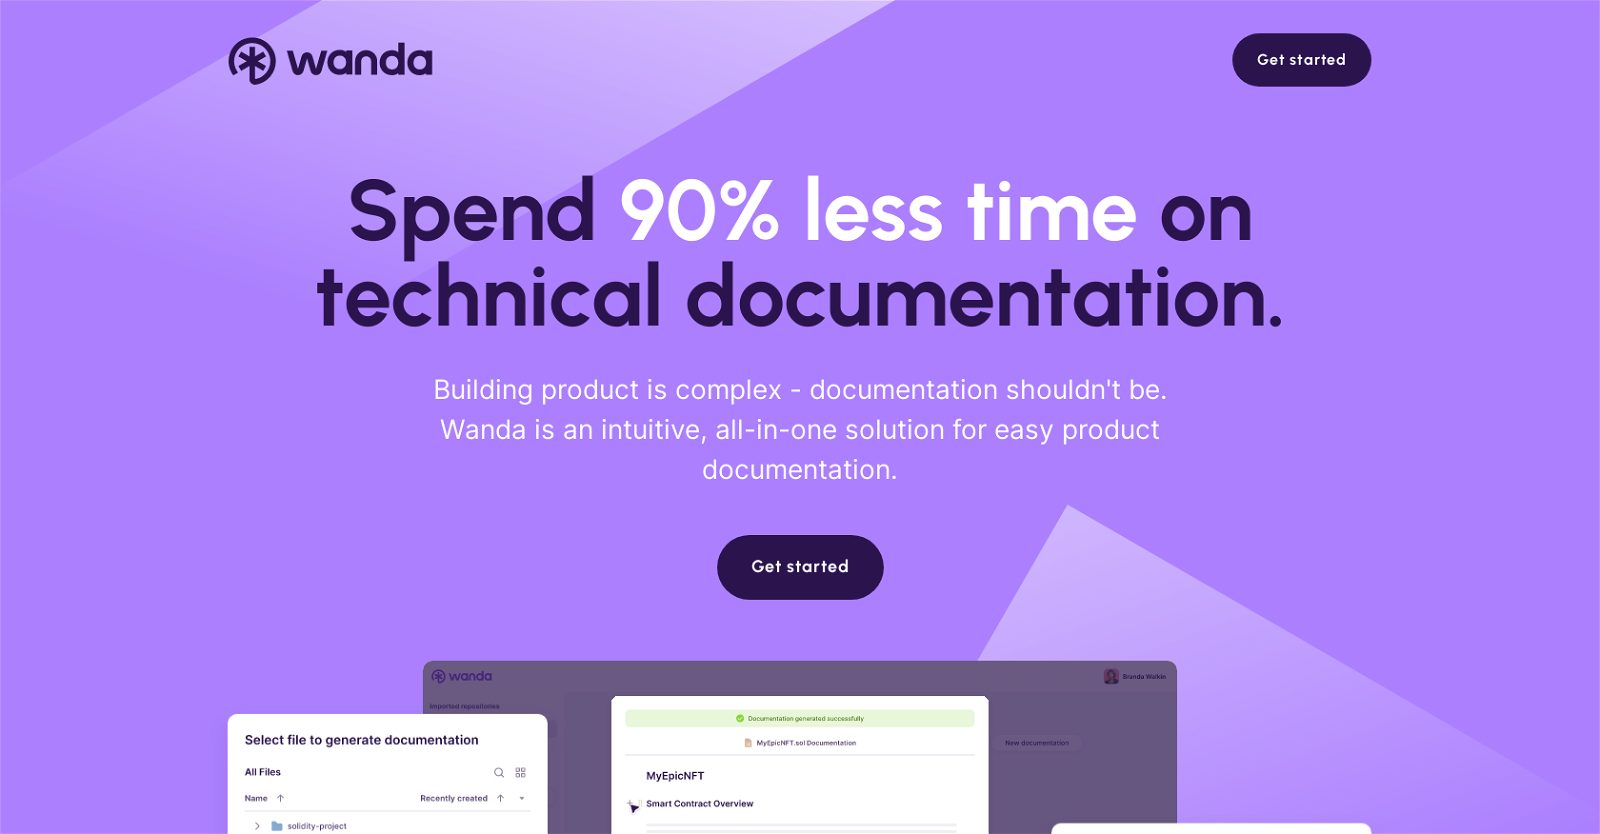 wanda
Get started
Spend 90% less time on
technical documentation.
Building product is complex - documentation shouldn't be.
Wanda is an intuitive, all-in-one solution for easy product
documentation.
Get started
wanda
Brunda Walkin
Imported repositories
Select file to generate documentation
All Files
Name
Recently created
solidity-project
Documentation generated successfully
MyEpicNFT.sol Documentation
MyEpicNFT
Smart Contract Overview
New documentation